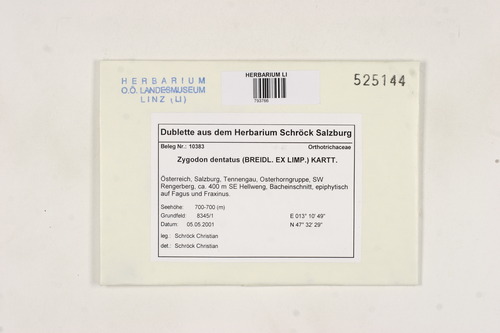 HERBARIUM
O.Ö. LANDESMUSEUM
LINZ (LI)
HERBARIUM LI
793766
525144
Dublette aus dem Herbarium Schröck Salzburg
Beleg Nr.: 10383 Orthotrichaceae
Zygodon dentatus (BREIDL. EX LIMP.) KARTT.
Österreich, Salzburg, Tennengau, Osterhorngruppe, SW
Rengerberg, ca. 400 m SE Hellweng, Bacheinschnitt, epiphytisch
auf Fagus und Fraxinus.
Seehöhe: 700-700 (m)
Grundfeld: 8345/1 E 013° 10' 49"
Datum: 05.05.2001 N 47° 32' 29"
leg.: Schröck Christian
det.: Schröck Christian